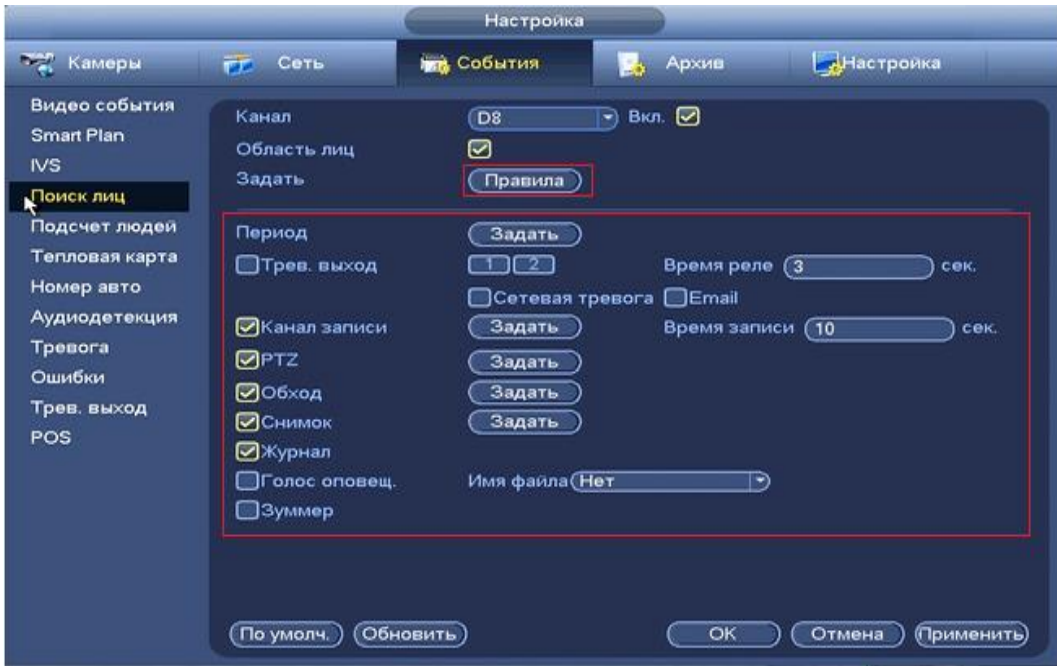 Настройка
Камеры Сеть События Архив Настройка
Видео события
Smart Plan
IVS
Поиск лиц
Подсчет людей
Тепловая карта
Номер авто
Аудиодетекция
Тревога
Ошибки
Трев. выход
POS
Канал D8 Вкл.
Область лиц
Задать Правила
Период Задать
Трев. выход 1 2 Время реле 3 сек.
Сетевая тревога Email
Канал записи Задать Время записи 10 сек.
PTZ Задать
Обход Задать
Снимок Задать
Журнал
Голос оповещ. Имя файла Нет
Зуммер
По умолч. Обновить OK Отмена Применить